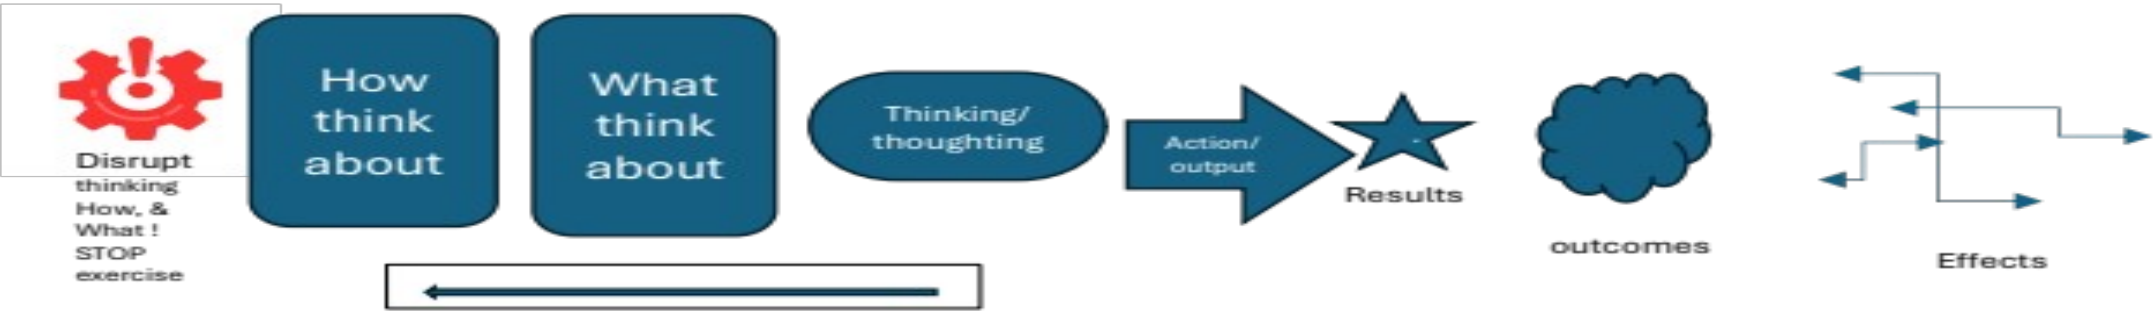 Disrupt
thinking
How, &
What !
STOP
exercise
How
think
about
What
think
about
Thinking/
thoughting
Action/
output
Results
outcomes
Effects